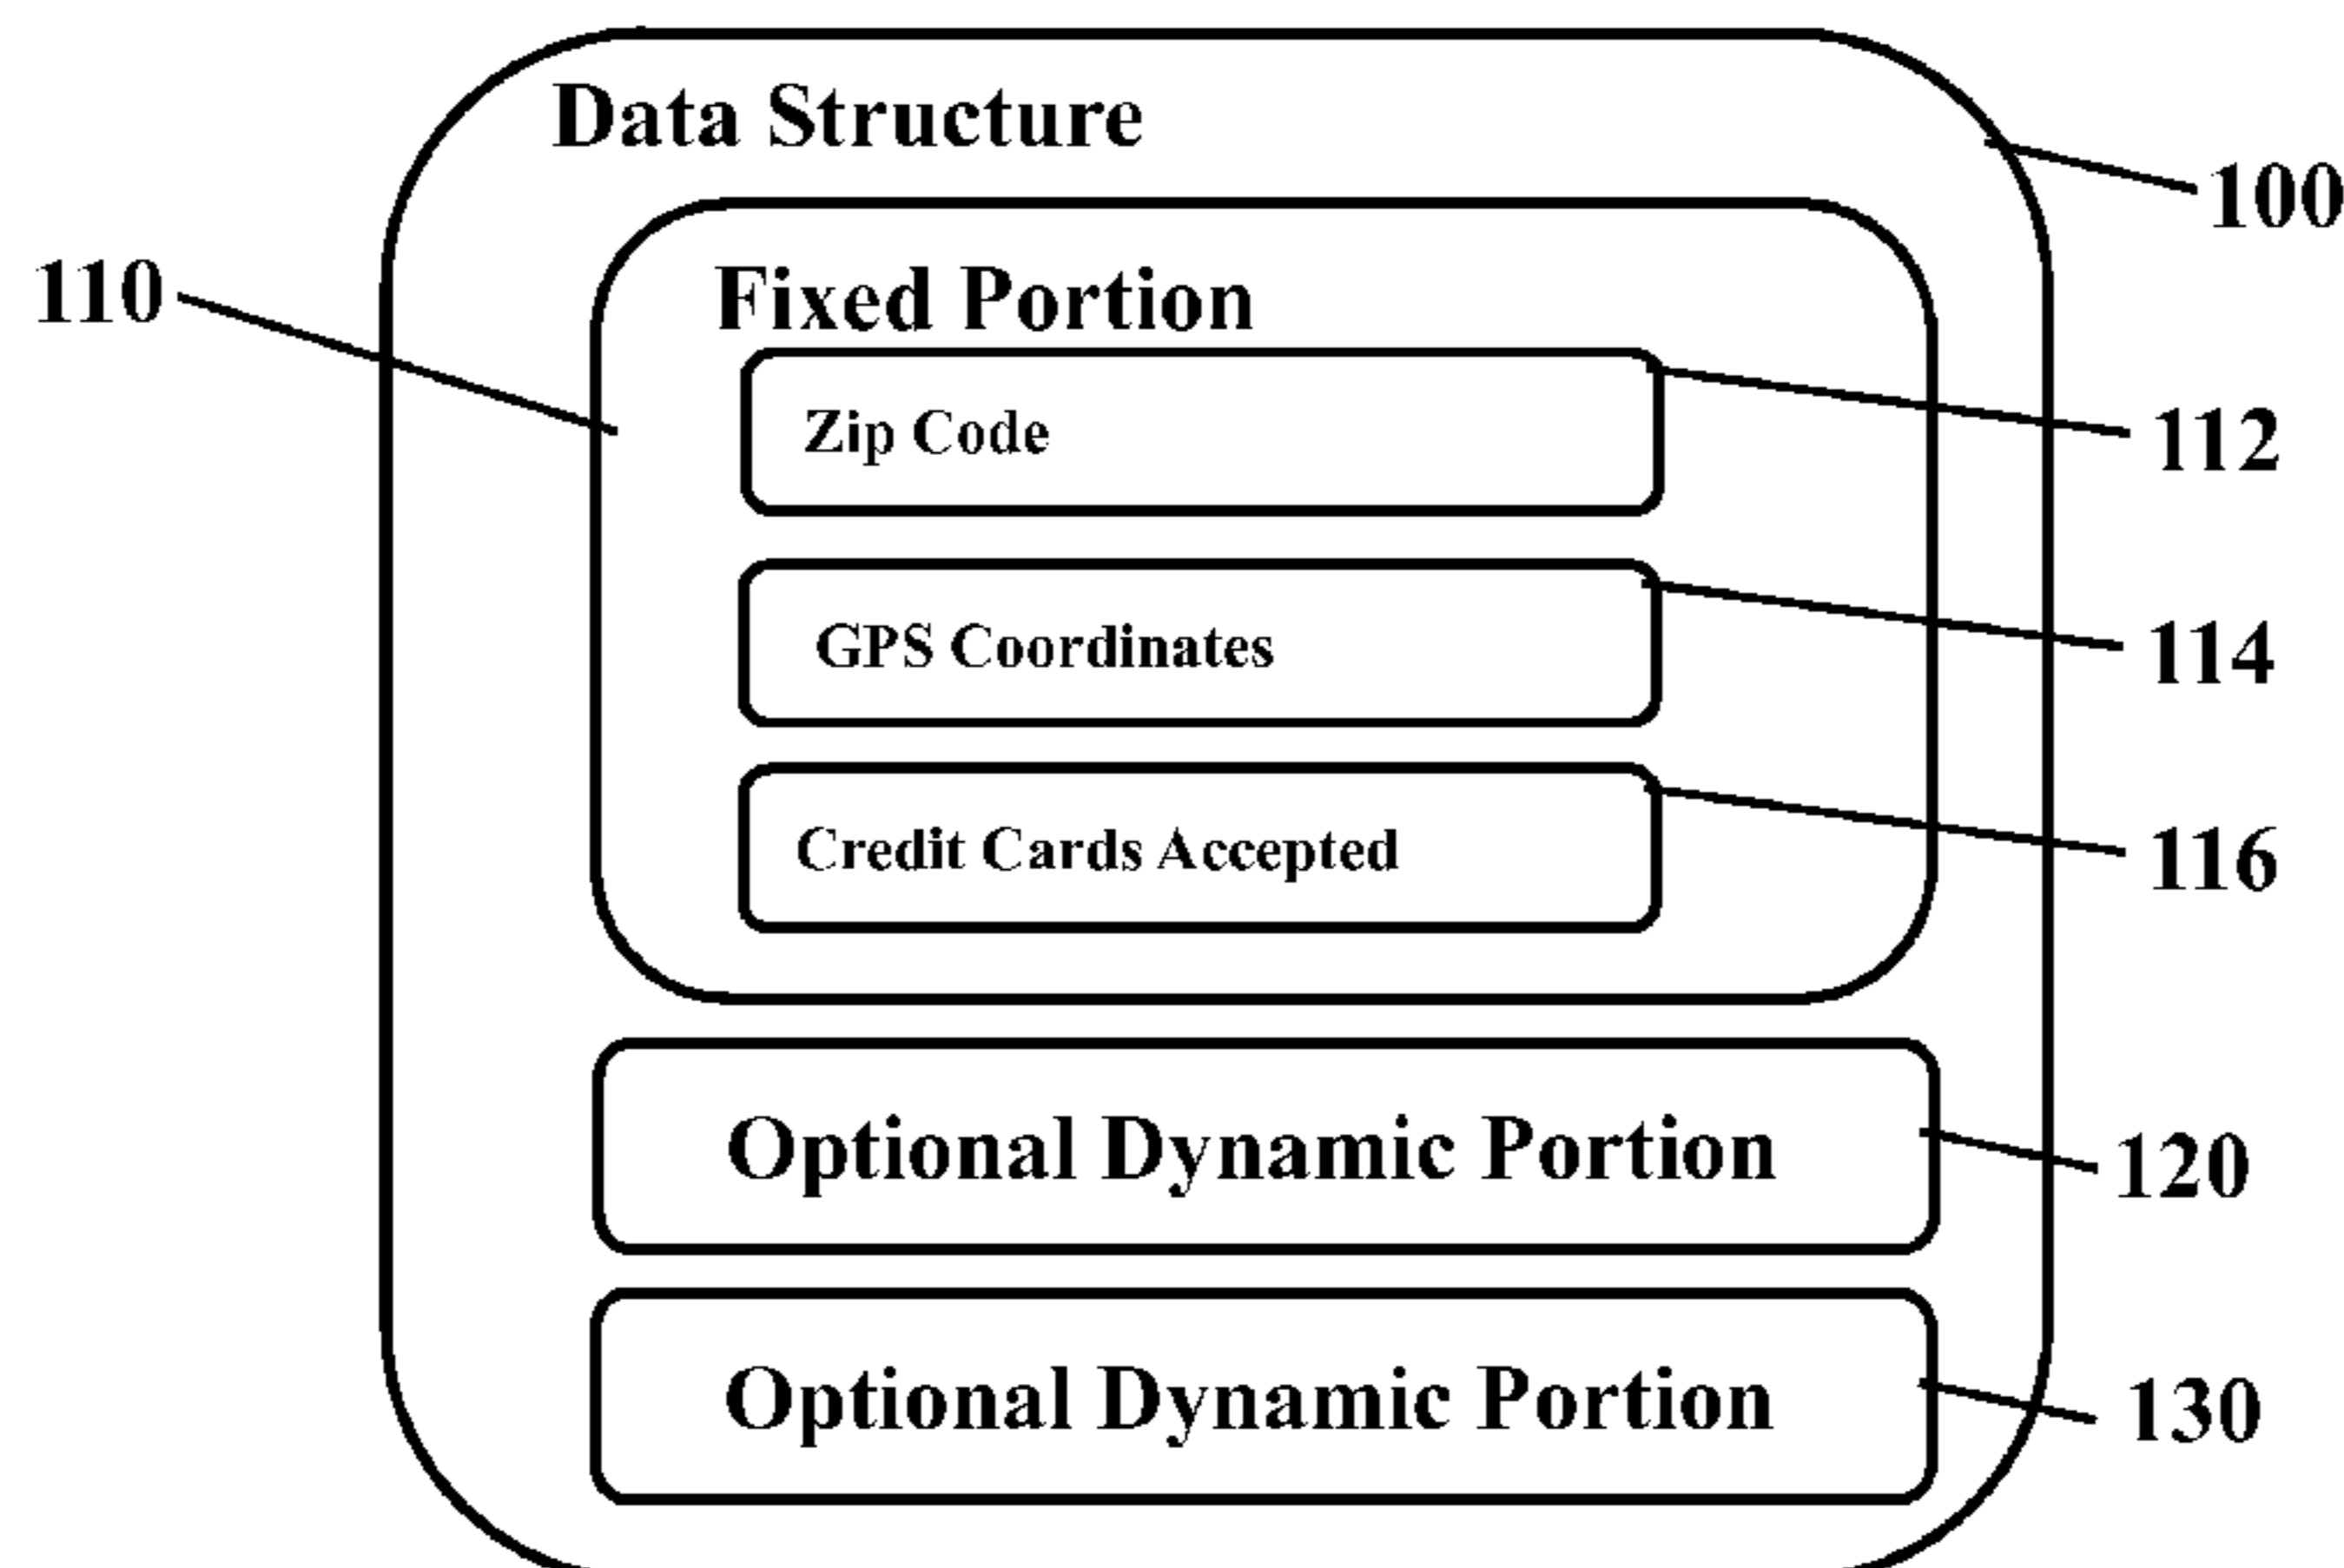 Data Structure
100
110
Fixed Portion
Zip Code
112
GPS Coordinates
114
Credit Cards Accepted
116
Optional Dynamic Portion
120
Optional Dynamic Portion
130